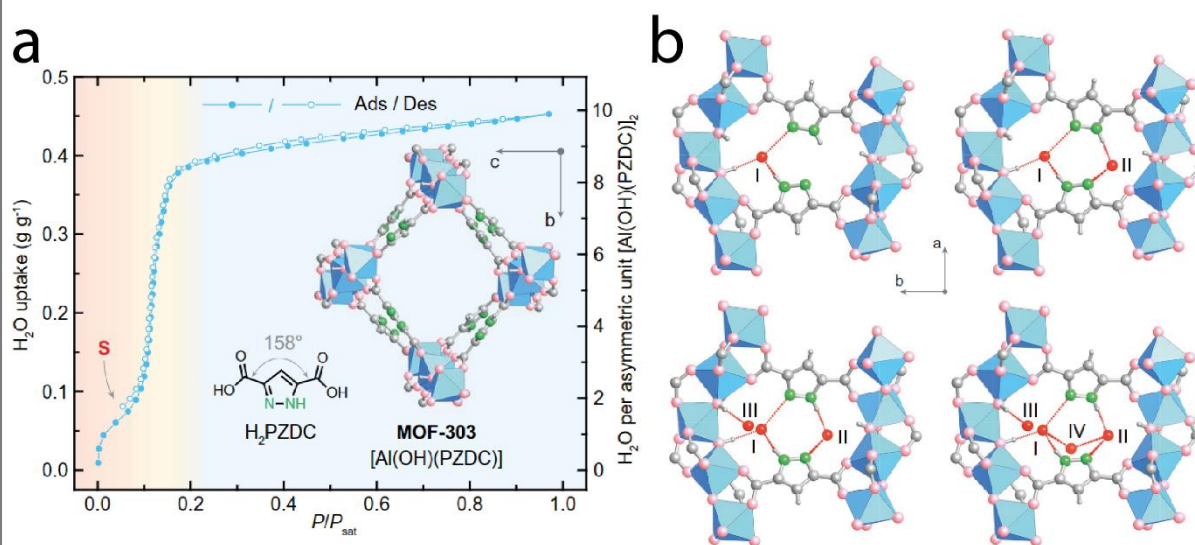 a
0.5
0.4
0.3
0.2
0.1
0.0
H₂O uptake (g g⁻¹)
0.0 0.2 0.4 0.6 0.8 1.0
P/Pₛₐₜ
10
8
6
4
2
0
H₂O per asymmetric unit [Al(OH)(PZDC)]₂
/ Ads / Des
S
c
b
158°
O O
HO OH
N NH
H₂PZDC
MOF-303
[Al(OH)(PZDC)]
b
I
I II
a
b
III
I II
III
IV
I II